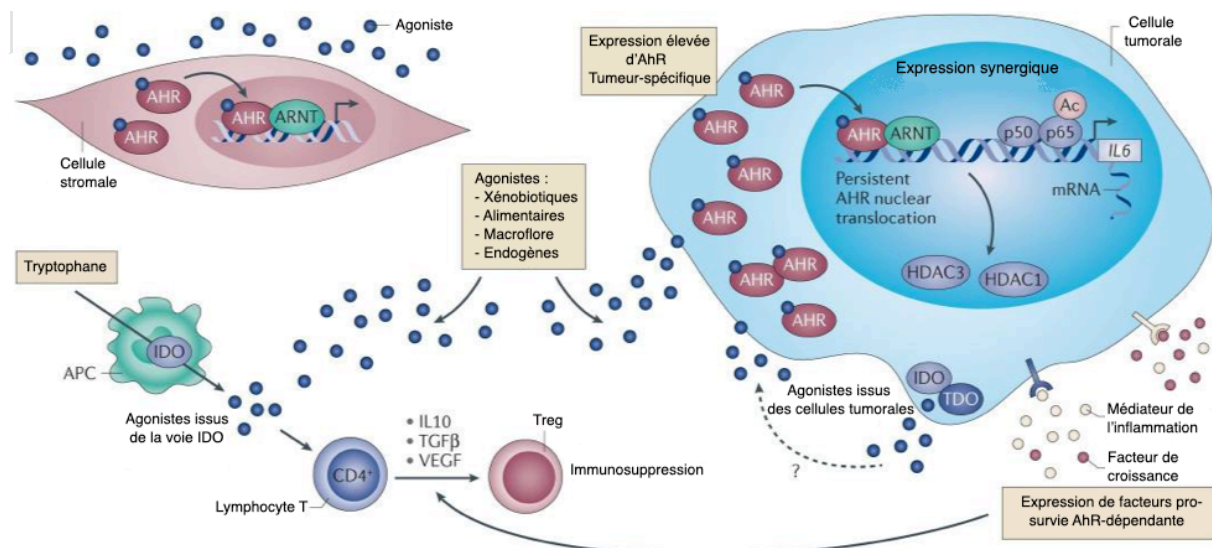 Agoniste
AHR
AHR
AHR
ARNT
Cellule
stromale
Expression élevée
d'AhR
Tumeur-spécifique
Cellule
tumorale
Expression synergique
AHR
AHR
AHR
AHR
AHR
AHR
AHR
AHR
ARNT
Ac
p50
p65
IL6
mRNA
Persistent
AHR nuclear
translocation
HDAC3
HDAC1
Agonistes :
- Xénobiotiques
- Alimentaires
- Macroflore
- Endogènes
Tryptophane
IDO
APC
Agonistes issus
de la voie IDO
CD4+
Lymphocyte T
• IL10
• TGFβ
• VEGF
Treg
Immunosuppression
IDO
TDO
Agonistes issus
des cellules tumorales
?
Médiateur de
l'inflammation
Facteur de
croissance
Expression de facteurs pro-
survie AhR-dépendante